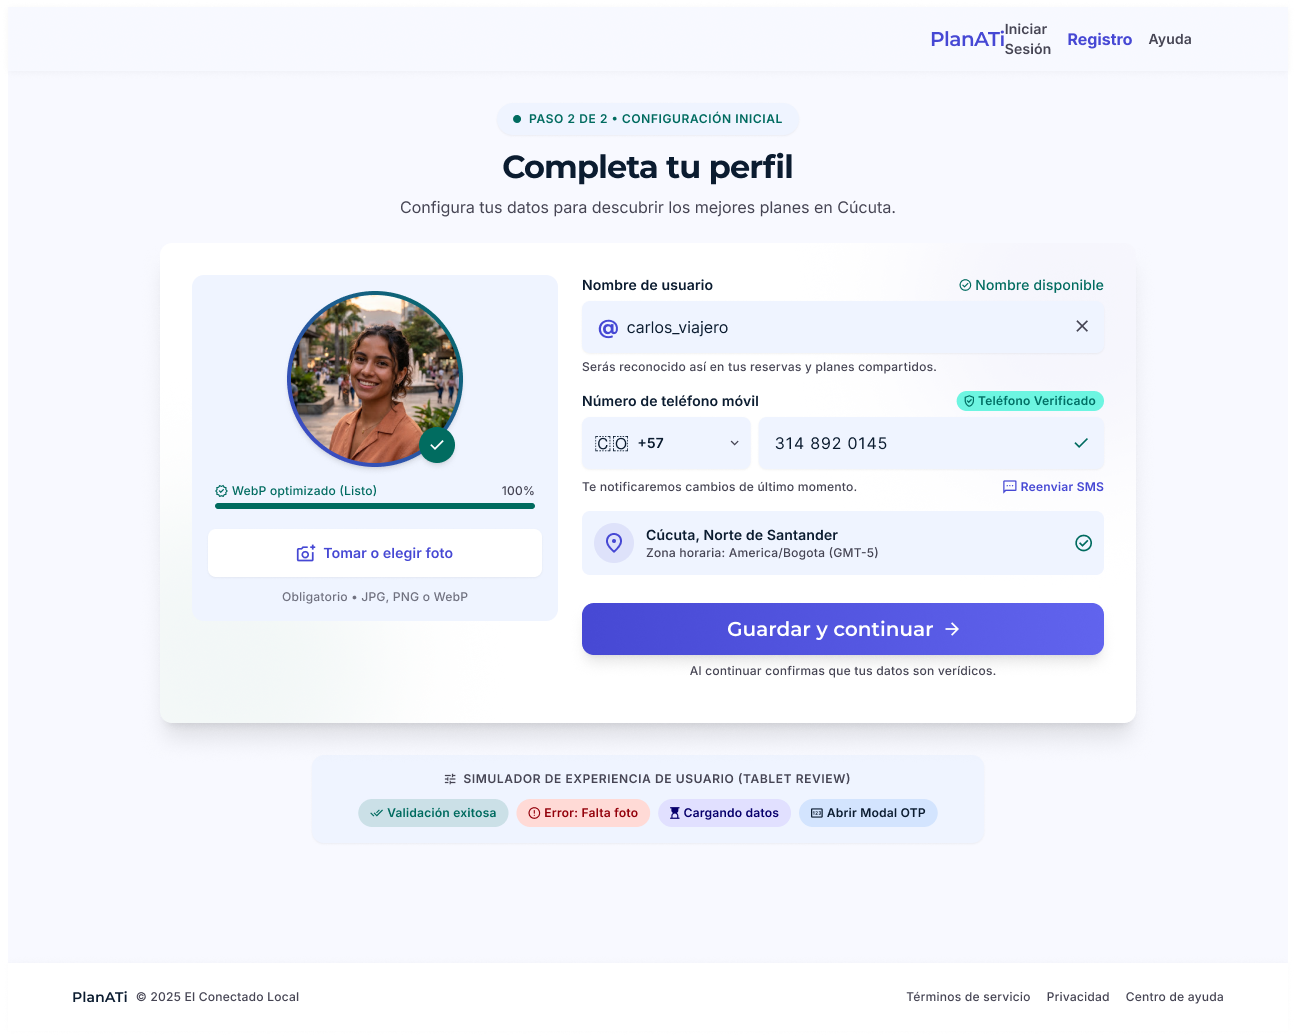 PlanATi
Iniciar
Sesión
Registro
Ayuda
PASO 2 DE 2 • CONFIGURACIÓN INICIAL
Completa tu perfil
Configura tus datos para descubrir los mejores planes en Cúcuta.
WebP optimizado (Listo)
100%
Tomar o elegir foto
Obligatorio • JPG, PNG o WebP
Nombre de usuario
Nombre disponible
@ carlos_viajero
Serás reconocido así en tus reservas y planes compartidos.
Número de teléfono móvil
Teléfono Verificado
🇨🇴 +57
314 892 0145
Te notificaremos cambios de último momento.
Reenviar SMS
Cúcuta, Norte de Santander
Zona horaria: America/Bogota (GMT-5)
Guardar y continuar →
Al continuar confirmas que tus datos son verídicos.
SIMULADOR DE EXPERIENCIA DE USUARIO (TABLET REVIEW)
Validación exitosa
Error: Falta foto
Cargando datos
Abrir Modal OTP
PlanATi © 2025 El Conectado Local
Términos de servicio
Privacidad
Centro de ayuda